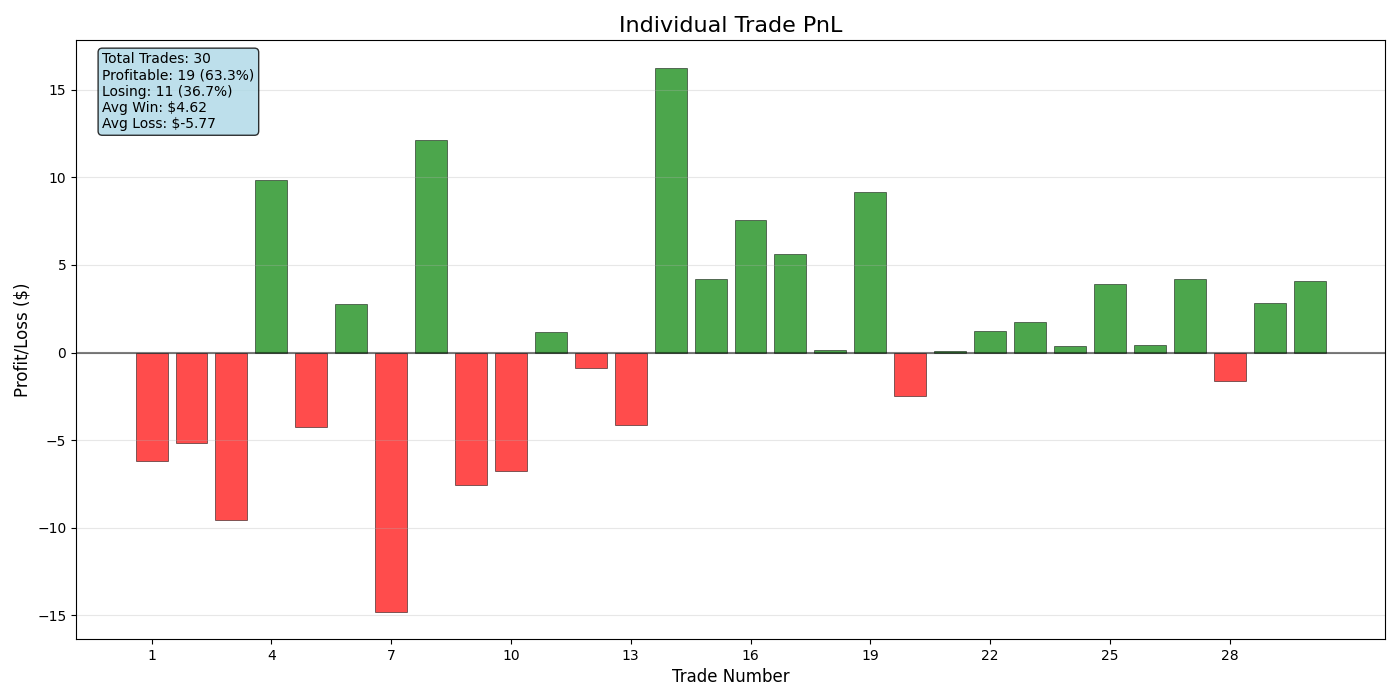 Individual Trade PnL
Total Trades: 30
Profitable: 19 (63.3%)
Losing: 11 (36.7%)
Avg Win: $4.62
Avg Loss: $-5.77
Profit/Loss ($)
15
10
5
0
−5
−10
−15
1 4 7 10 13 16 19 22 25 28
Trade Number